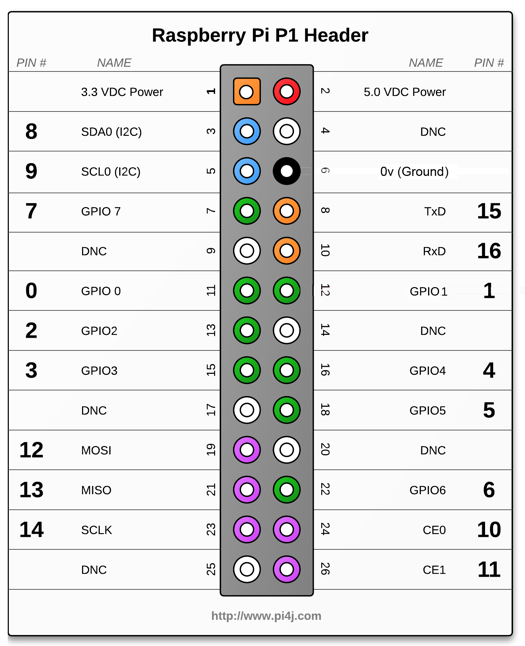 Raspberry Pi P1 Header
PIN # NAME NAME PIN #
3.3 VDC Power 1 2 5.0 VDC Power
8 SDA0 (I2C) 3 4 DNC
9 SCL0 (I2C) 5 6 0v (Ground)
7 GPIO 7 7 8 TxD 15
DNC 9 10 RxD 16
0 GPIO 0 11 12 GPIO1 1
2 GPIO2 13 14 DNC
3 GPIO3 15 16 GPIO4 4
DNC 17 18 GPIO5 5
12 MOSI 19 20 DNC
13 MISO 21 22 GPIO6 6
14 SCLK 23 24 CE0 10
DNC 25 26 CE1 11
http://www.pi4j.com